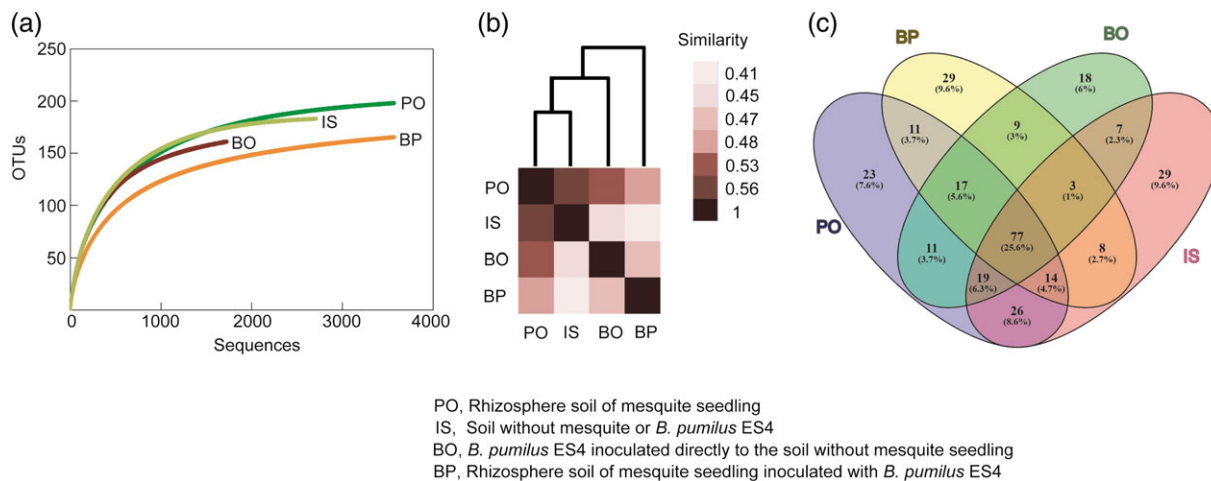 (a)
250
200
150
100
50
OTUs
0
1000
2000
3000
4000
Sequences
PO
IS
BO
BP
(b)
Similarity
0.41
0.45
0.47
0.48
0.53
0.56
1
PO
IS
BO
BP
PO IS BO BP
(c)
BP
BO
PO
IS
29
(9.6%)
18
(6%)
11
(3.7%)
9
(3%)
7
(2.3%)
23
(7.6%)
17
(5.6%)
3
(1%)
29
(9.6%)
77
(25.6%)
11
(3.7%)
8
(2.7%)
19
(6.3%)
14
(4.7%)
26
(8.6%)
PO, Rhizosphere soil of mesquite seedling
IS, Soil without mesquite or B. pumilus ES4
BO, B. pumilus ES4 inoculated directly to the soil without mesquite seedling
BP, Rhizosphere soil of mesquite seedling inoculated with B. pumilus ES4